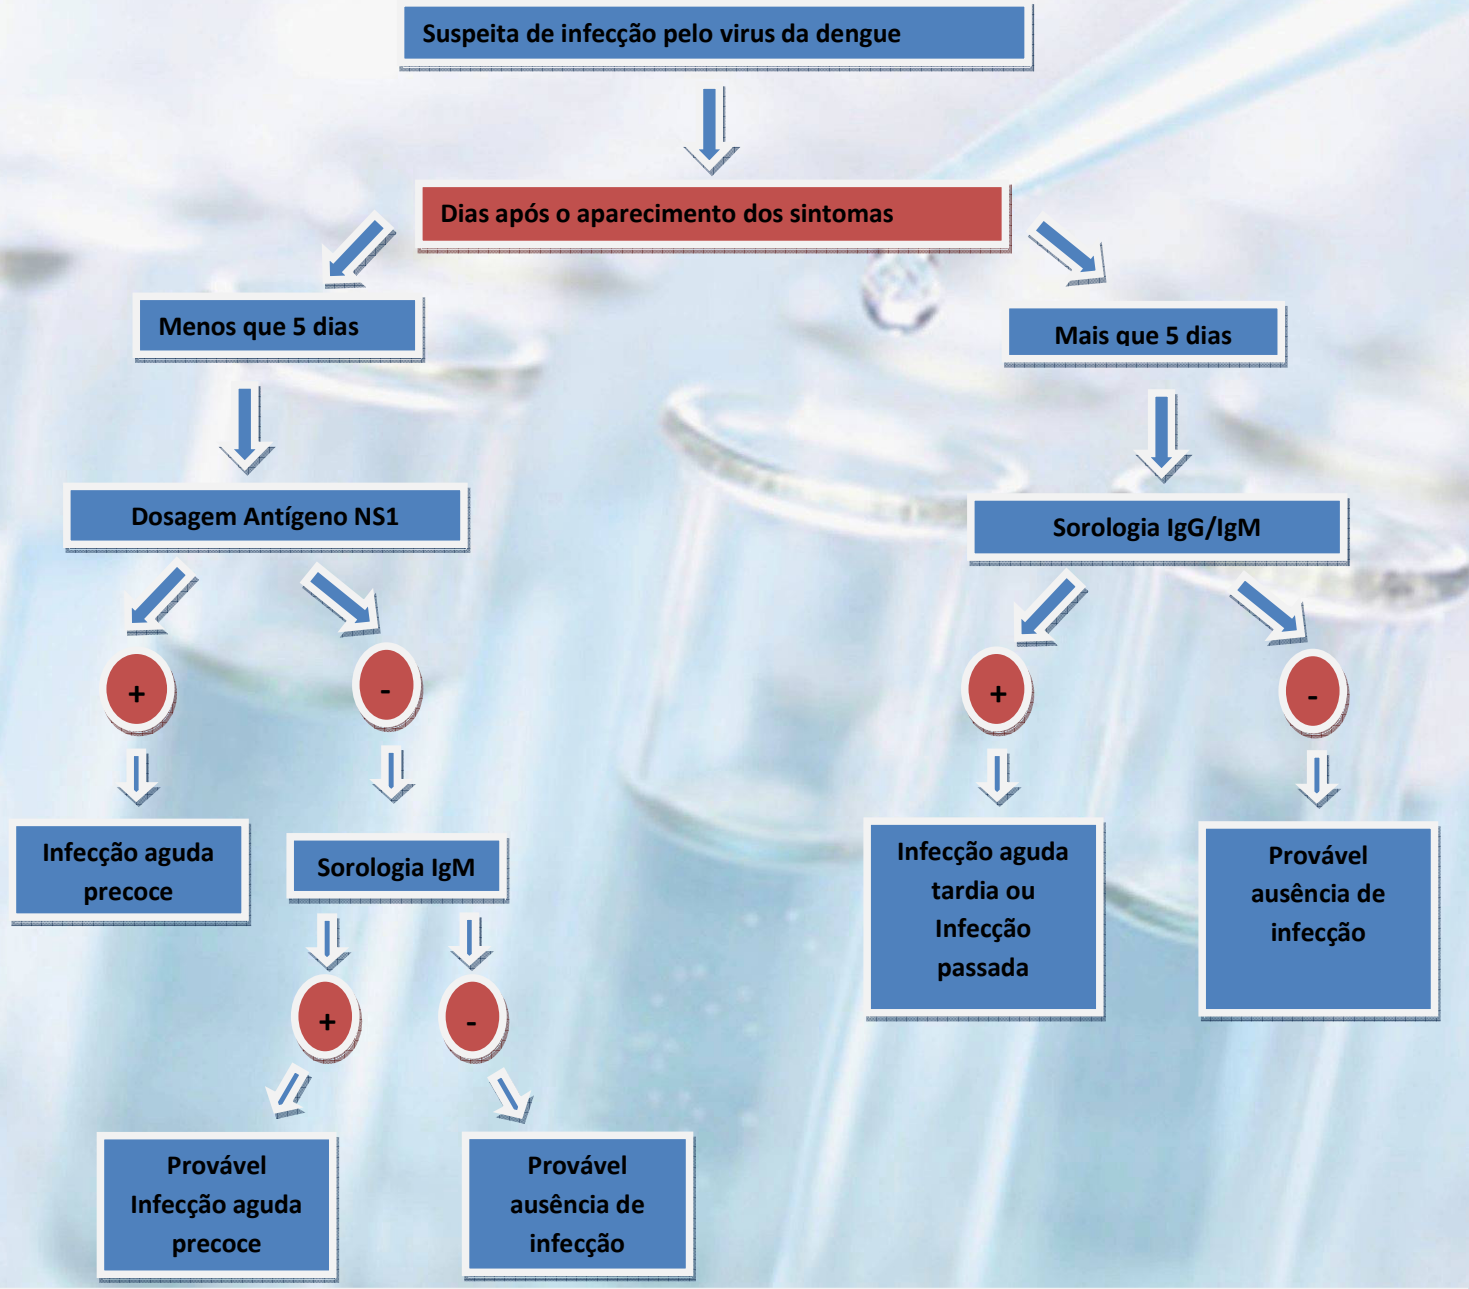 Suspeita de infecção pelo virus da dengue
Dias após o aparecimento dos sintomas
Menos que 5 dias
Mais que 5 dias
Dosagem Antígeno NS1
Sorologia IgG/IgM
+
-
+
-
Infecção aguda
precoce
Sorologia IgM
Infecção aguda
tardia ou
Infecção
passada
Provável
ausência de
infecção
+
-
Provável
Infecção aguda
precoce
Provável
ausência de
infecção